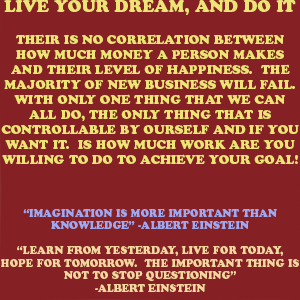 LIVE YOUR DREAM, AND DO IT
THEIR IS NO CORRELATION BETWEEN
HOW MUCH MONEY A PERSON MAKES
AND THEIR LEVEL OF HAPPINESS. THE
MAJORITY OF NEW BUSINESS WILL FAIL.
WITH ONLY ONE THING THAT WE CAN
ALL DO, THE ONLY THING THAT IS
CONTROLLABLE BY OURSELF AND IF YOU
WANT IT. IS HOW MUCH WORK ARE YOU
WILLING TO DO TO ACHIEVE YOUR GOAL!
“IMAGINATION IS MORE IMPORTANT THAN
KNOWLEDGE” -ALBERT EINSTEIN
“LEARN FROM YESTERDAY, LIVE FOR TODAY,
HOPE FOR TOMORROW. THE IMPORTANT THING IS
NOT TO STOP QUESTIONING”
-ALBERT EINSTEIN